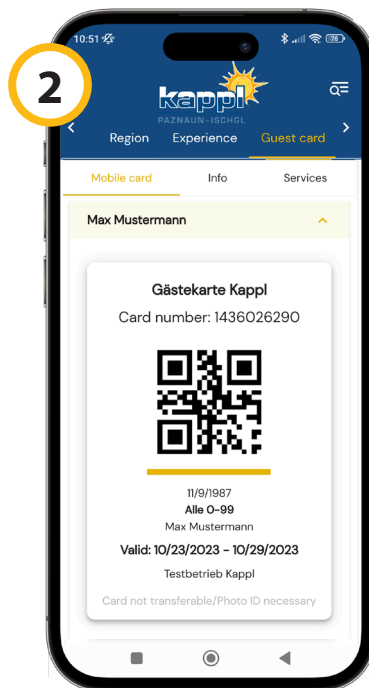 2
10:51
76
kappl
PAZNAUN-ISCHGL
Region Experience Guest card
Mobile card Info Services
Max Mustermann
Gästekarte Kappl
Card number: 1436026290
11/9/1987
Alle 0-99
Max Mustermann
Valid: 10/23/2023 - 10/29/2023
Testbetrieb Kappl
Card not transferable/Photo ID necessary